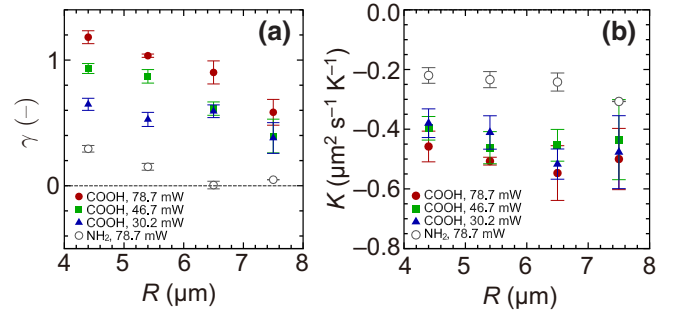 (a)
γ (−)
1
0
COOH, 78.7 mW
COOH, 46.7 mW
COOH, 30.2 mW
NH₂, 78.7 mW
4 5 6 7 8
R (μm)
(b)
K (μm² s⁻¹ K⁻¹)
−0.0
−0.2
−0.4
−0.6
−0.8
COOH, 78.7 mW
COOH, 46.7 mW
COOH, 30.2 mW
NH₂, 78.7 mW
4 5 6 7 8
R (μm)